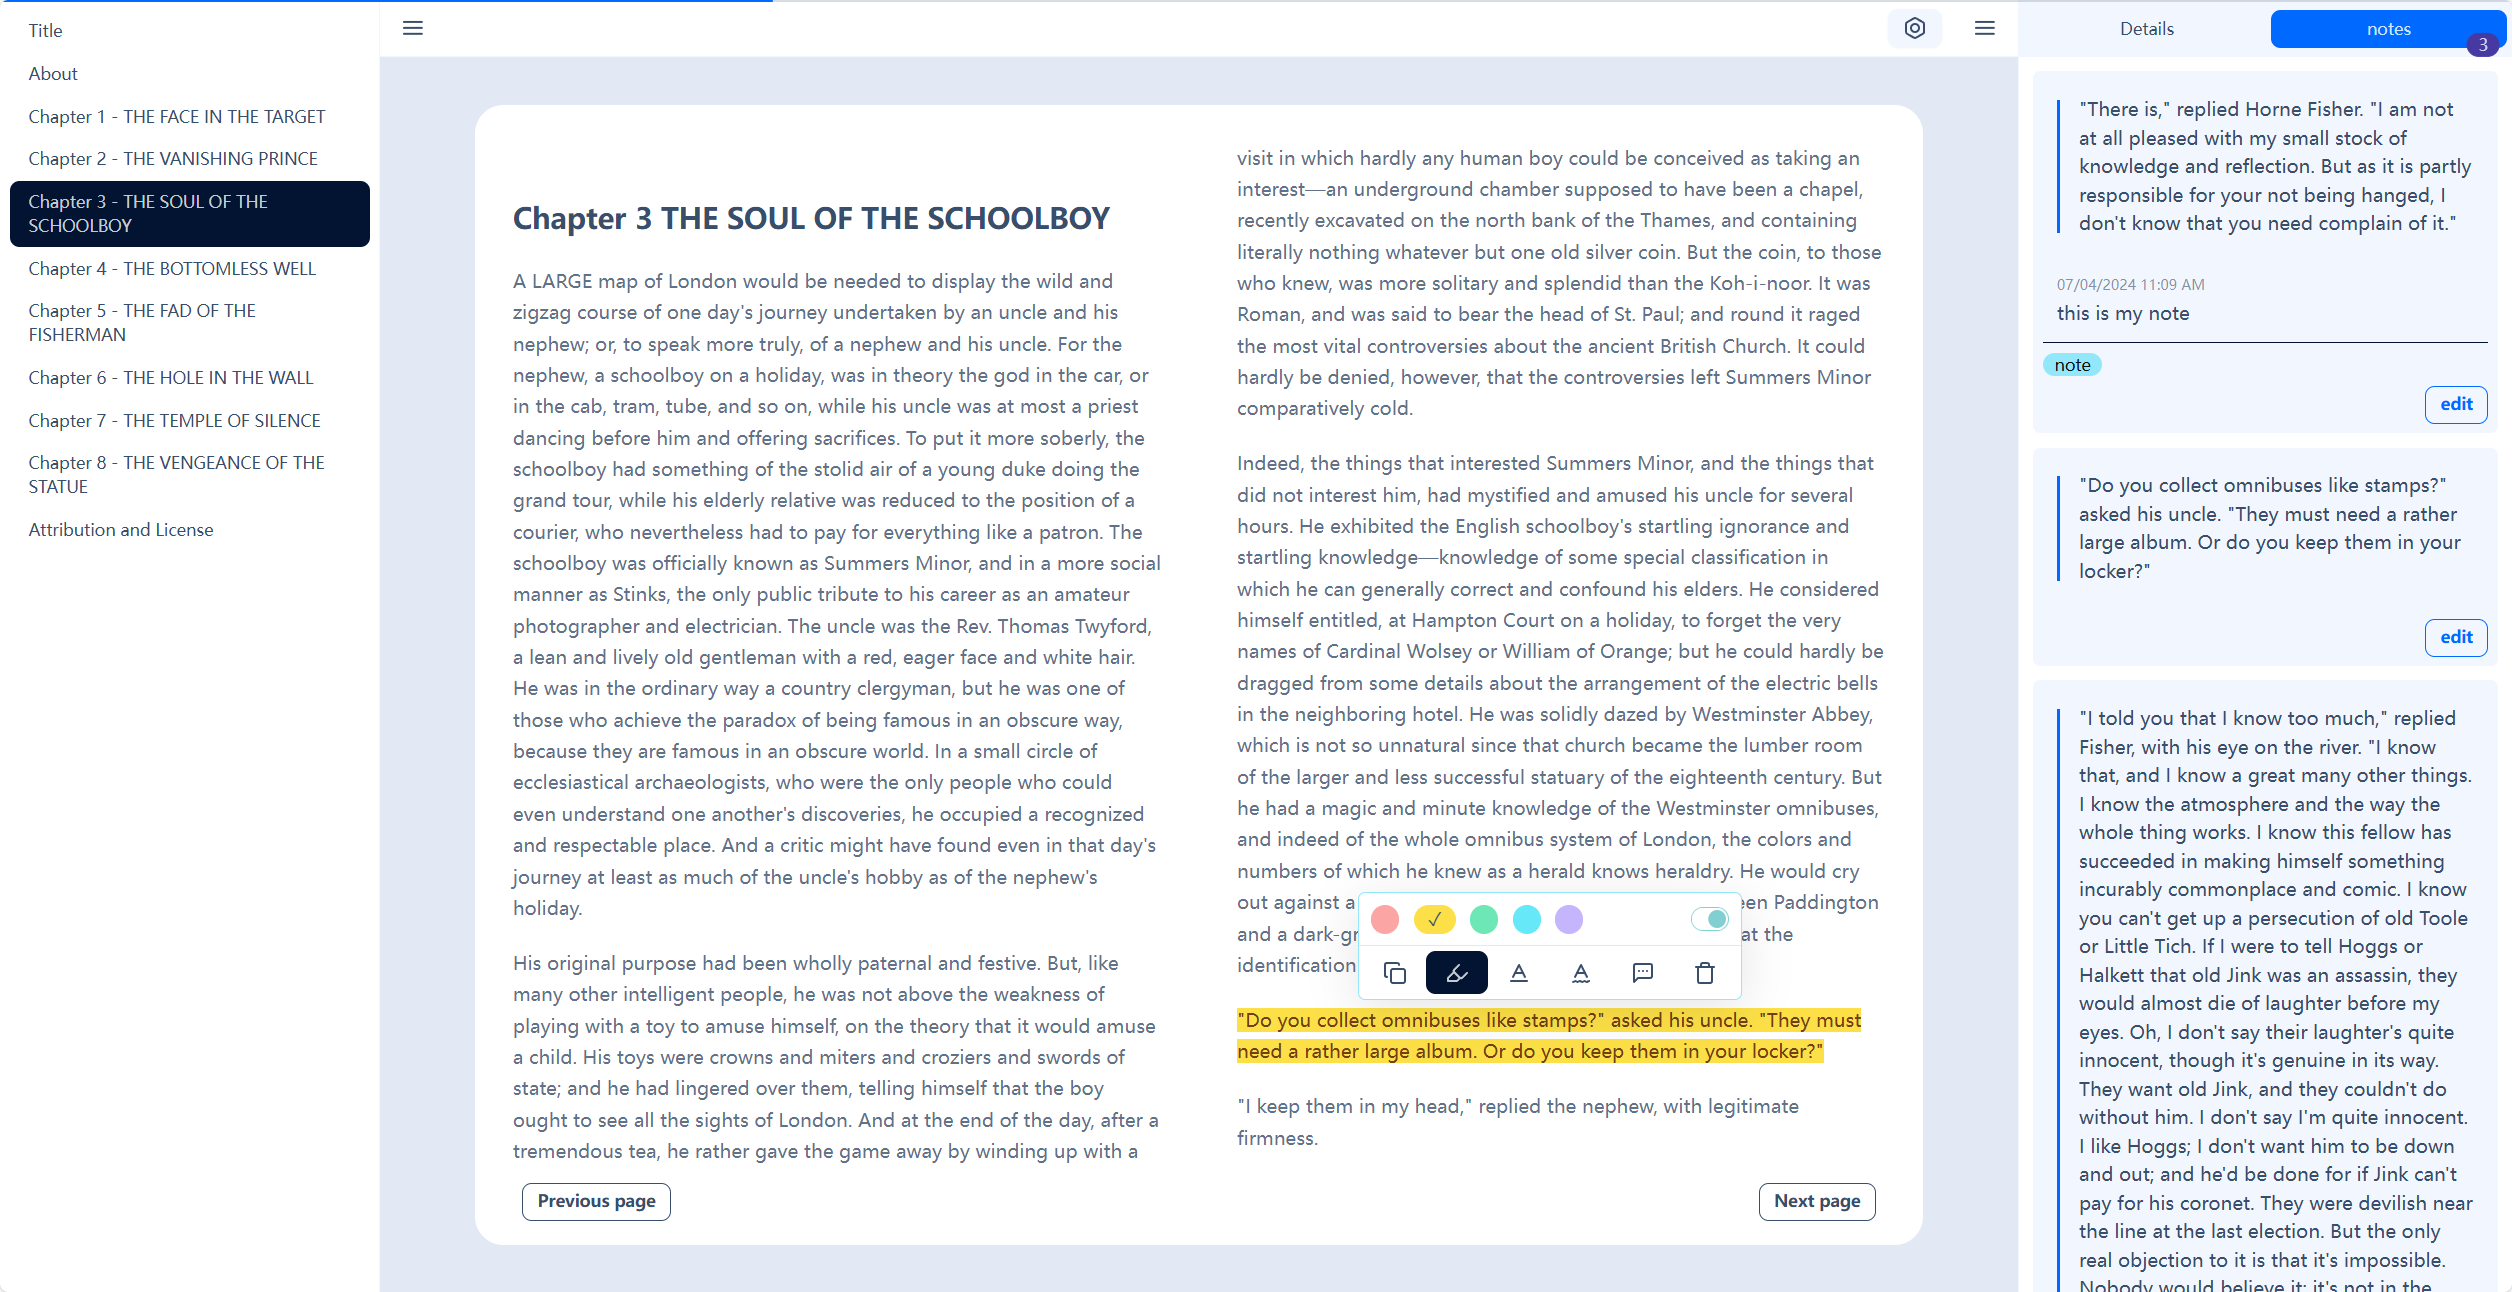 Title
About
Chapter 1 - THE FACE IN THE TARGET
Chapter 2 - THE VANISHING PRINCE
Chapter 3 - THE SOUL OF THE
SCHOOLBOY
Chapter 4 - THE BOTTOMLESS WELL
Chapter 5 - THE FAD OF THE
FISHERMAN
Chapter 6 - THE HOLE IN THE WALL
Chapter 7 - THE TEMPLE OF SILENCE
Chapter 8 - THE VENGEANCE OF THE
STATUE
Attribution and License
Chapter 3 THE SOUL OF THE SCHOOLBOY
A LARGE map of London would be needed to display the wild and
zigzag course of one day's journey undertaken by an uncle and his
nephew; or, to speak more truly, of a nephew and his uncle. For the
nephew, a schoolboy on a holiday, was in theory the god in the car, or
in the cab, tram, tube, and so on, while his uncle was at most a priest
dancing before him and offering sacrifices. To put it more soberly, the
schoolboy had something of the stolid air of a young duke doing the
grand tour, while his elderly relative was reduced to the position of a
courier, who nevertheless had to pay for everything like a patron. The
schoolboy was officially known as Summers Minor, and in a more social
manner as Stinks, the only public tribute to his career as an amateur
photographer and electrician. The uncle was the Rev. Thomas Twyford,
a lean and lively old gentleman with a red, eager face and white hair.
He was in the ordinary way a country clergyman, but he was one of
those who achieve the paradox of being famous in an obscure way,
because they are famous in an obscure world. In a small circle of
ecclesiastical archaeologists, who were the only people who could
even understand one another's discoveries, he occupied a recognized
and respectable place. And a critic might have found even in that day's
journey at least as much of the uncle's hobby as of the nephew's
holiday.
His original purpose had been wholly paternal and festive. But, like
many other intelligent people, he was not above the weakness of
playing with a toy to amuse himself, on the theory that it would amuse
a child. His toys were crowns and miters and croziers and swords of
state; and he had lingered over them, telling himself that the boy
ought to see all the sights of London. And at the end of the day, after a
tremendous tea, he rather gave the game away by winding up with a
visit in which hardly any human boy could be conceived as taking an
interest—an underground chamber supposed to have been a chapel,
recently excavated on the north bank of the Thames, and containing
literally nothing whatever but one old silver coin. But the coin, to those
who knew, was more solitary and splendid than the Koh-i-noor. It was
Roman, and was said to bear the head of St. Paul; and round it raged
the most vital controversies about the ancient British Church. It could
hardly be denied, however, that the controversies left Summers Minor
comparatively cold.
Indeed, the things that interested Summers Minor, and the things that
did not interest him, had mystified and amused his uncle for several
hours. He exhibited the English schoolboy's startling ignorance and
startling knowledge—knowledge of some special classification in
which he can generally correct and confound his elders. He considered
himself entitled, at Hampton Court on a holiday, to forget the very
names of Cardinal Wolsey or William of Orange; but he could hardly be
dragged from some details about the arrangement of the electric bells
in the neighboring hotel. He was solidly dazed by Westminster Abbey,
which is not so unnatural since that church became the lumber room
of the larger and less successful statuary of the eighteenth century. But
he had a magic and minute knowledge of the Westminster omnibuses,
and indeed of the whole omnibus system of London, the colors and
numbers of which he knew as a herald knows heraldry. He would cry
out against a een Paddington
and a dark-gr at the
identification
"Do you collect omnibuses like stamps?" asked his uncle. "They must
need a rather large album. Or do you keep them in your locker?"
"I keep them in my head," replied the nephew, with legitimate
firmness.
Previous page
Next page
Details
notes
3
"There is," replied Horne Fisher. "I am not
at all pleased with my small stock of
knowledge and reflection. But as it is partly
responsible for your not being hanged, I
don't know that you need complain of it."
07/04/2024 11:09 AM
this is my note
note
edit
"Do you collect omnibuses like stamps?"
asked his uncle. "They must need a rather
large album. Or do you keep them in your
locker?"
edit
"I told you that I know too much," replied
Fisher, with his eye on the river. "I know
that, and I know a great many other things.
I know the atmosphere and the way the
whole thing works. I know this fellow has
succeeded in making himself something
incurably commonplace and comic. I know
you can't get up a persecution of old Toole
or Little Tich. If I were to tell Hoggs or
Halkett that old Jink was an assassin, they
would almost die of laughter before my
eyes. Oh, I don't say their laughter's quite
innocent, though it's genuine in its way.
They want old Jink, and they couldn't do
without him. I don't say I'm quite innocent.
I like Hoggs; I don't want him to be down
and out; and he'd be done for if Jink can't
pay for his coronet. They were devilish near
the line at the last election. But the only
real objection to it is that it's impossible.
Nobody would believe it; it's not in the